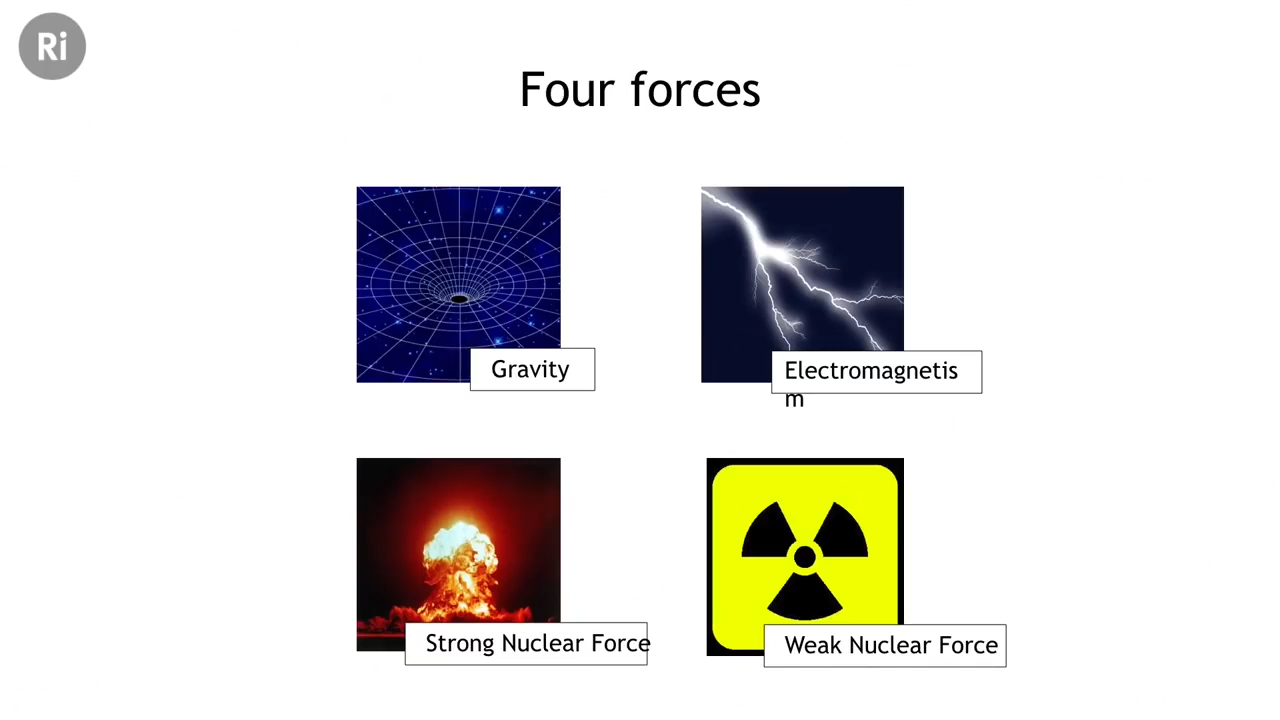 Ri
Four forces
Gravity
Electromagnetis
m
Strong Nuclear Force
Weak Nuclear Force